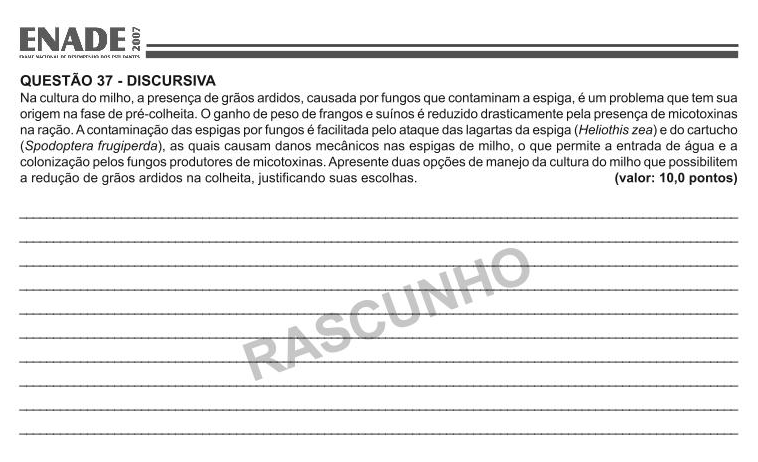 ENADE 2007
EXAME NACIONAL DE DESEMPENHO DOS ESTUDANTES
QUESTÃO 37 - DISCURSIVA
Na cultura do milho, a presença de grãos ardidos, causada por fungos que contaminam a espiga, é um problema que tem sua
origem na fase de pré-colheita. O ganho de peso de frangos e suínos é reduzido drasticamente pela presença de micotoxinas
na ração. A contaminação das espigas por fungos é facilitada pelo ataque das lagartas da espiga (Heliothis zea) e do cartucho
(Spodoptera frugiperda), as quais causam danos mecânicos nas espigas de milho, o que permite a entrada de água e a
colonização pelos fungos produtores de micotoxinas. Apresente duas opções de manejo da cultura do milho que possibilitem
a redução de grãos ardidos na colheita, justificando suas escolhas. (valor: 10,0 pontos)
RASCUNHO